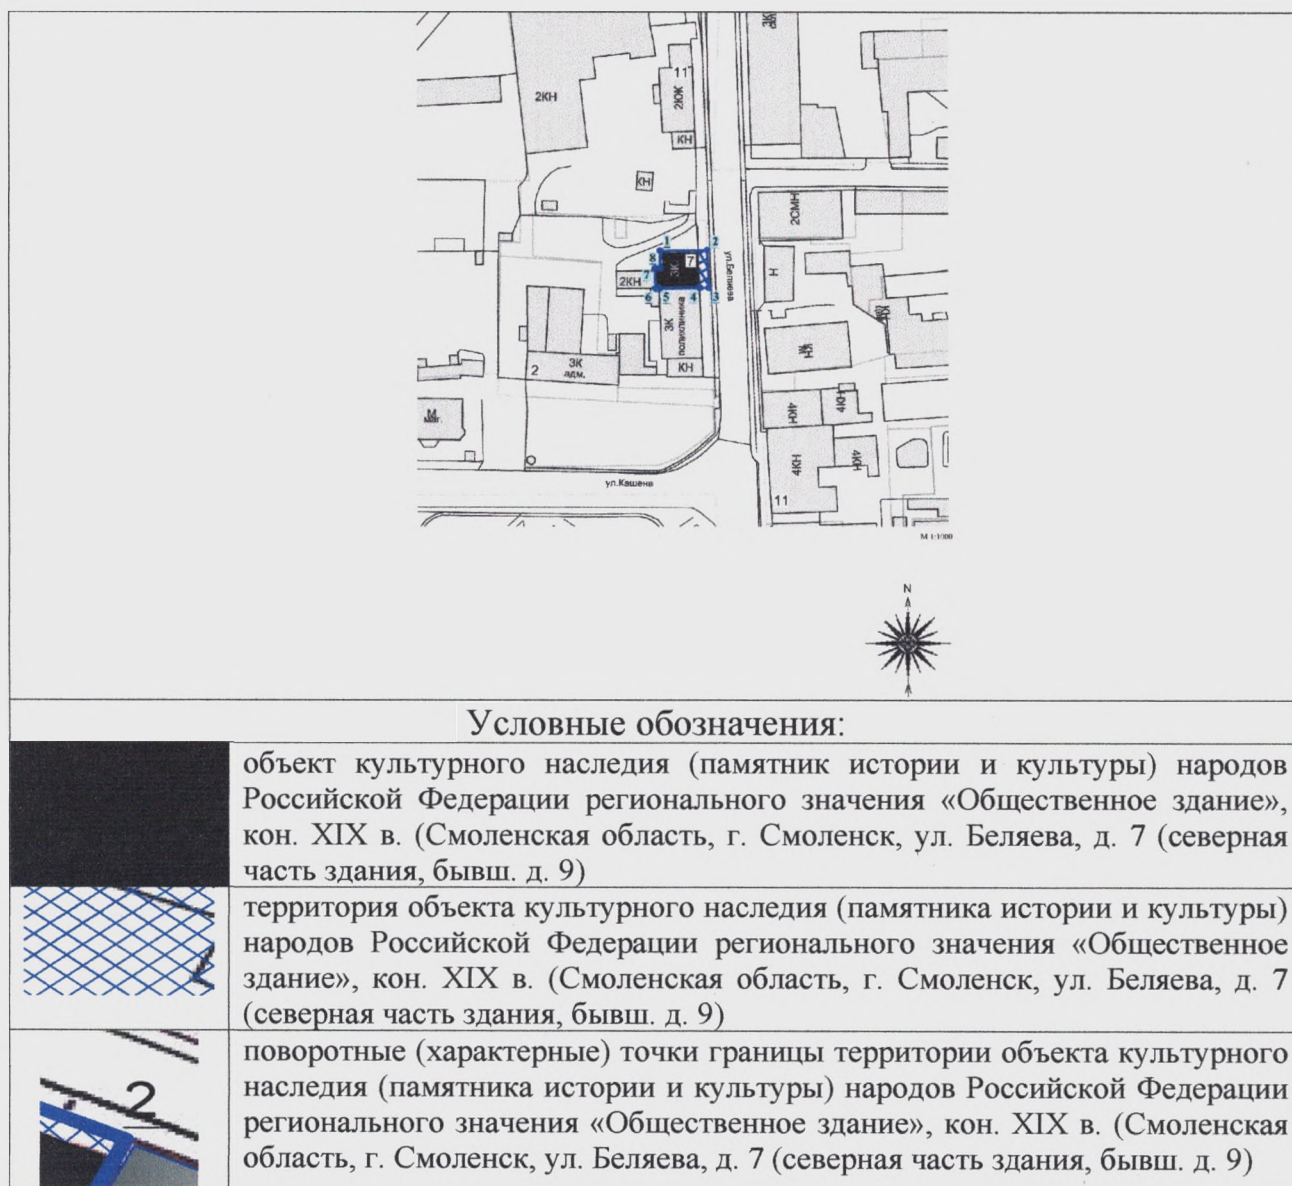 2КН
11
2КЖ
КН
КН
2СМН
1
2
8
7
3К
7
2КН
6
5
4
3
ул.Беляева
Н
3К
поликлиника
КН
2
3К
адм.
М
маг.
4КН
4КН
4КН
4КН
11
ул.Кашена
N
Условные обозначения:
объект культурного наследия (памятник истории и культуры) народов
Российской Федерации регионального значения «Общественное здание»,
кон. XIX в. (Смоленская область, г. Смоленск, ул. Беляева, д. 7 (северная
часть здания, бывш. д. 9)
территория объекта культурного наследия (памятника истории и культуры)
народов Российской Федерации регионального значения «Общественное
здание», кон. XIX в. (Смоленская область, г. Смоленск, ул. Беляева, д. 7
(северная часть здания, бывш. д. 9)
2
поворотные (характерные) точки границы территории объекта культурного
наследия (памятника истории и культуры) народов Российской Федерации
регионального значения «Общественное здание», кон. XIX в. (Смоленская
область, г. Смоленск, ул. Беляева, д. 7 (северная часть здания, бывш. д. 9)